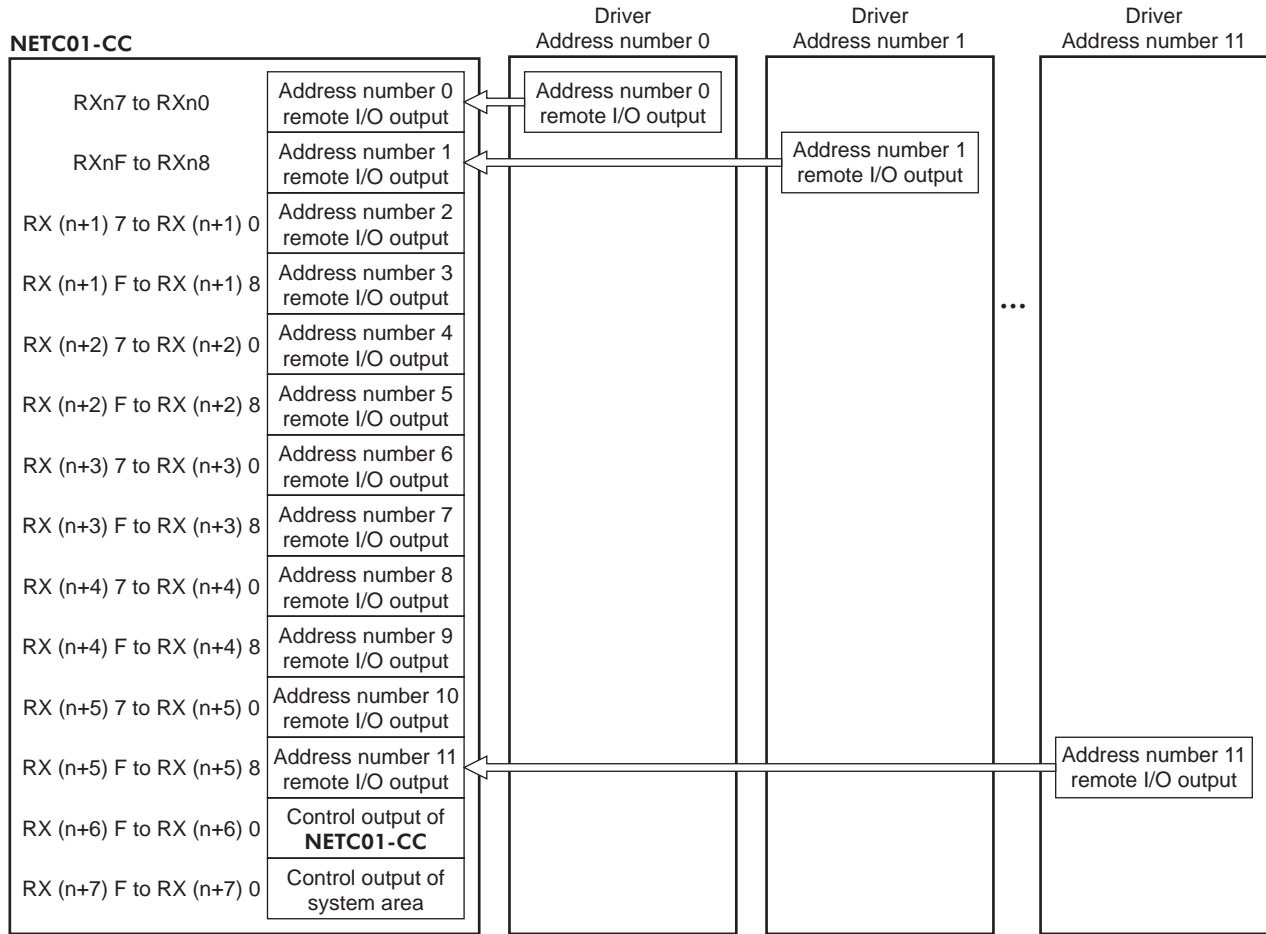 NETC01-CC
Driver
Address number 0
Driver
Address number 1
Driver
Address number 11
RXn7 to RXn0
Address number 0
remote I/O output
Address number 0
remote I/O output
RXnF to RXn8
Address number 1
remote I/O output
Address number 1
remote I/O output
RX (n+1) 7 to RX (n+1) 0
Address number 2
remote I/O output
RX (n+1) F to RX (n+1) 8
Address number 3
remote I/O output
...
RX (n+2) 7 to RX (n+2) 0
Address number 4
remote I/O output
RX (n+2) F to RX (n+2) 8
Address number 5
remote I/O output
RX (n+3) 7 to RX (n+3) 0
Address number 6
remote I/O output
RX (n+3) F to RX (n+3) 8
Address number 7
remote I/O output
RX (n+4) 7 to RX (n+4) 0
Address number 8
remote I/O output
RX (n+4) F to RX (n+4) 8
Address number 9
remote I/O output
RX (n+5) 7 to RX (n+5) 0
Address number 10
remote I/O output
RX (n+5) F to RX (n+5) 8
Address number 11
remote I/O output
Address number 11
remote I/O output
RX (n+6) F to RX (n+6) 0
Control output of
NETC01-CC
RX (n+7) F to RX (n+7) 0
Control output of
system area